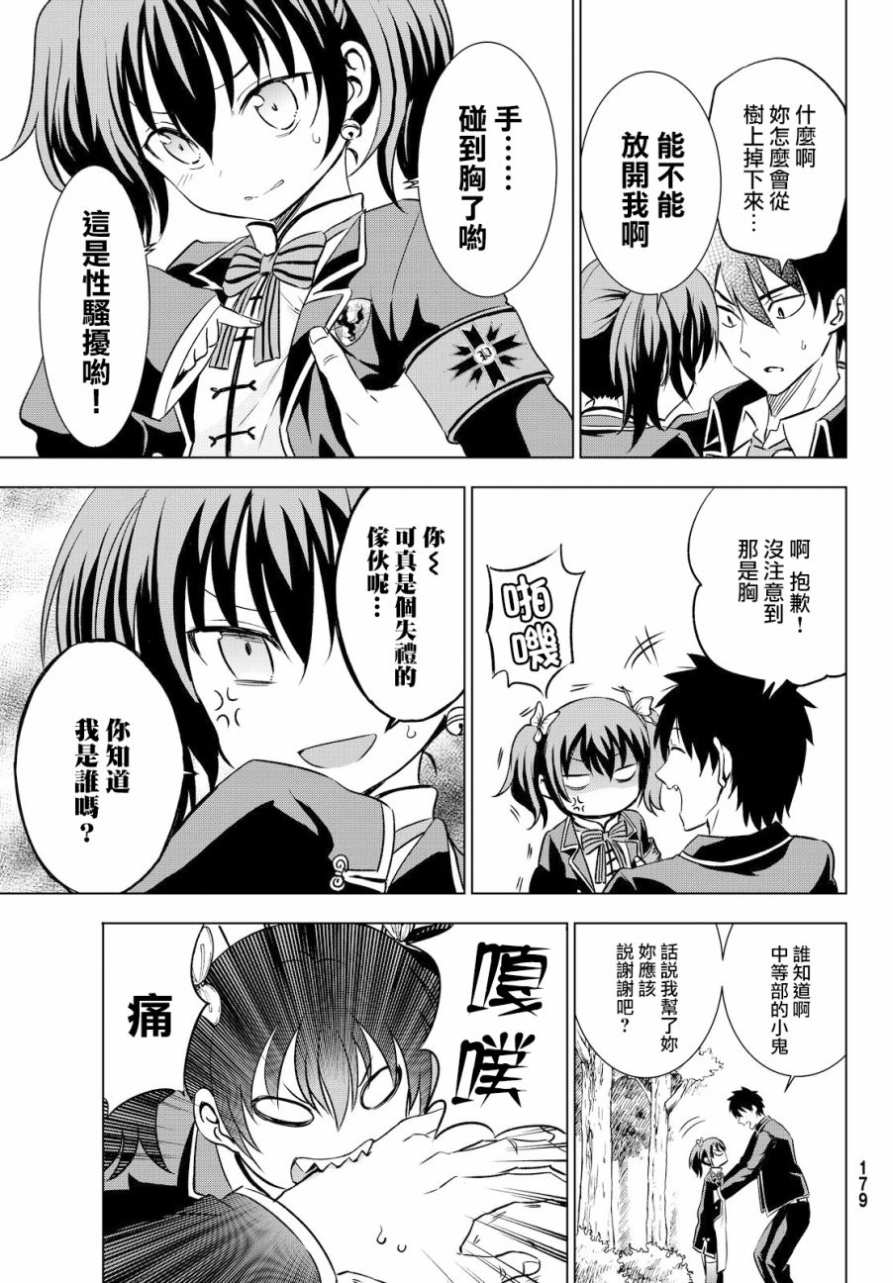 什麼啊
妳怎麼會從
樹上掉下來…
能不能
放開我啊
手……
碰到胸了喲
這是性騷擾喲！
啊 抱歉！
沒注意到
那是胸
啪嘰
你～
可真是個失禮的
傢伙呢…
你知道
我是誰嗎？
誰知道啊
中等部的小鬼
話說我幫了妳
妳應該
説謝謝吧？
嘎噗
痛
179